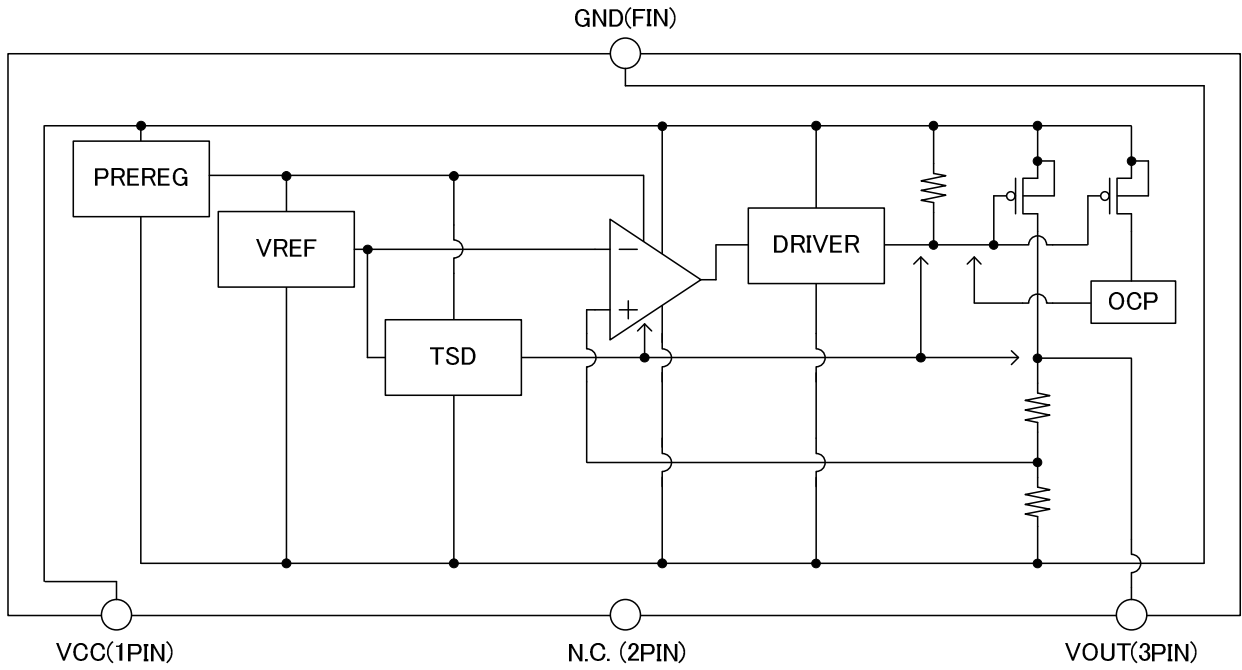 GND(FIN)
PREREG
VREF
DRIVER
−
+
OCP
TSD
VCC(1PIN)
N.C. (2PIN)
VOUT(3PIN)